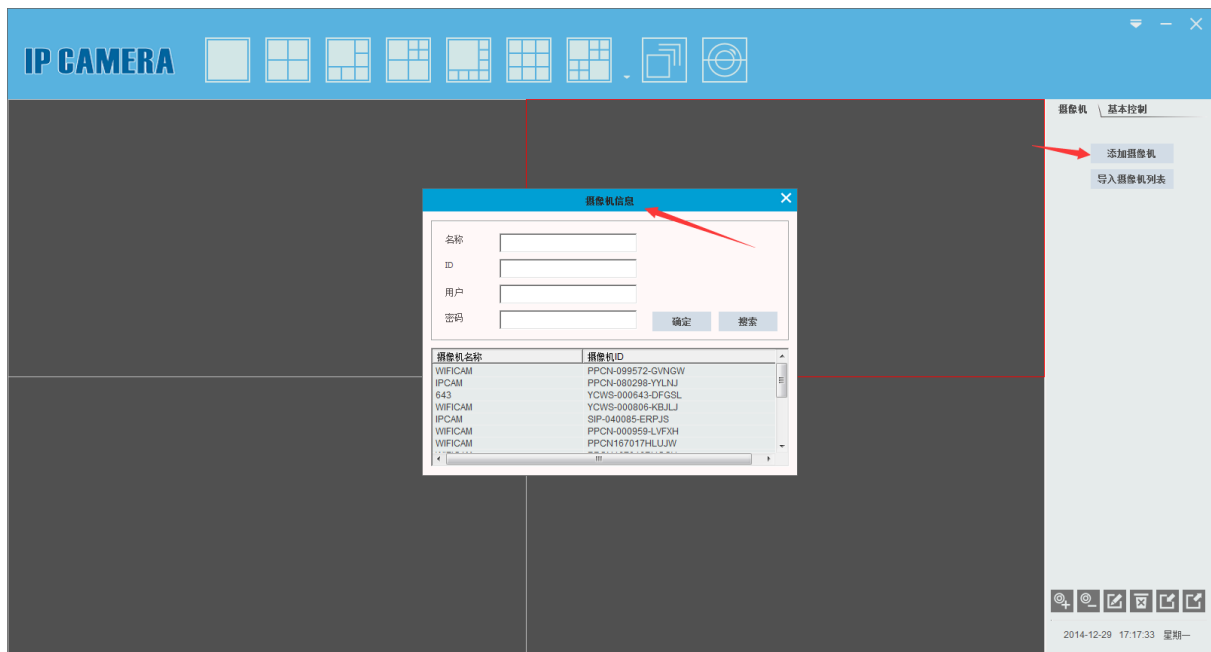 IP CAMERA
摄像机 基本控制
添加摄像机
导入摄像机列表
摄像机信息
名称
ID
用户
密码
确定 搜索
摄像机名称 摄像机ID
WIFICAM PPCN-099572-GVNGW
IPCAM PPCN-080298-YYLNJ
643 YCWS-000643-DFGSL
WIFICAM YCWS-000806-KBJLJ
IPCAM SIP-040085-ERPJS
WIFICAM PPCN-000959-LVFXH
WIFICAM PPCN167017HLUJW
2014-12-29 17:17:33 星期一